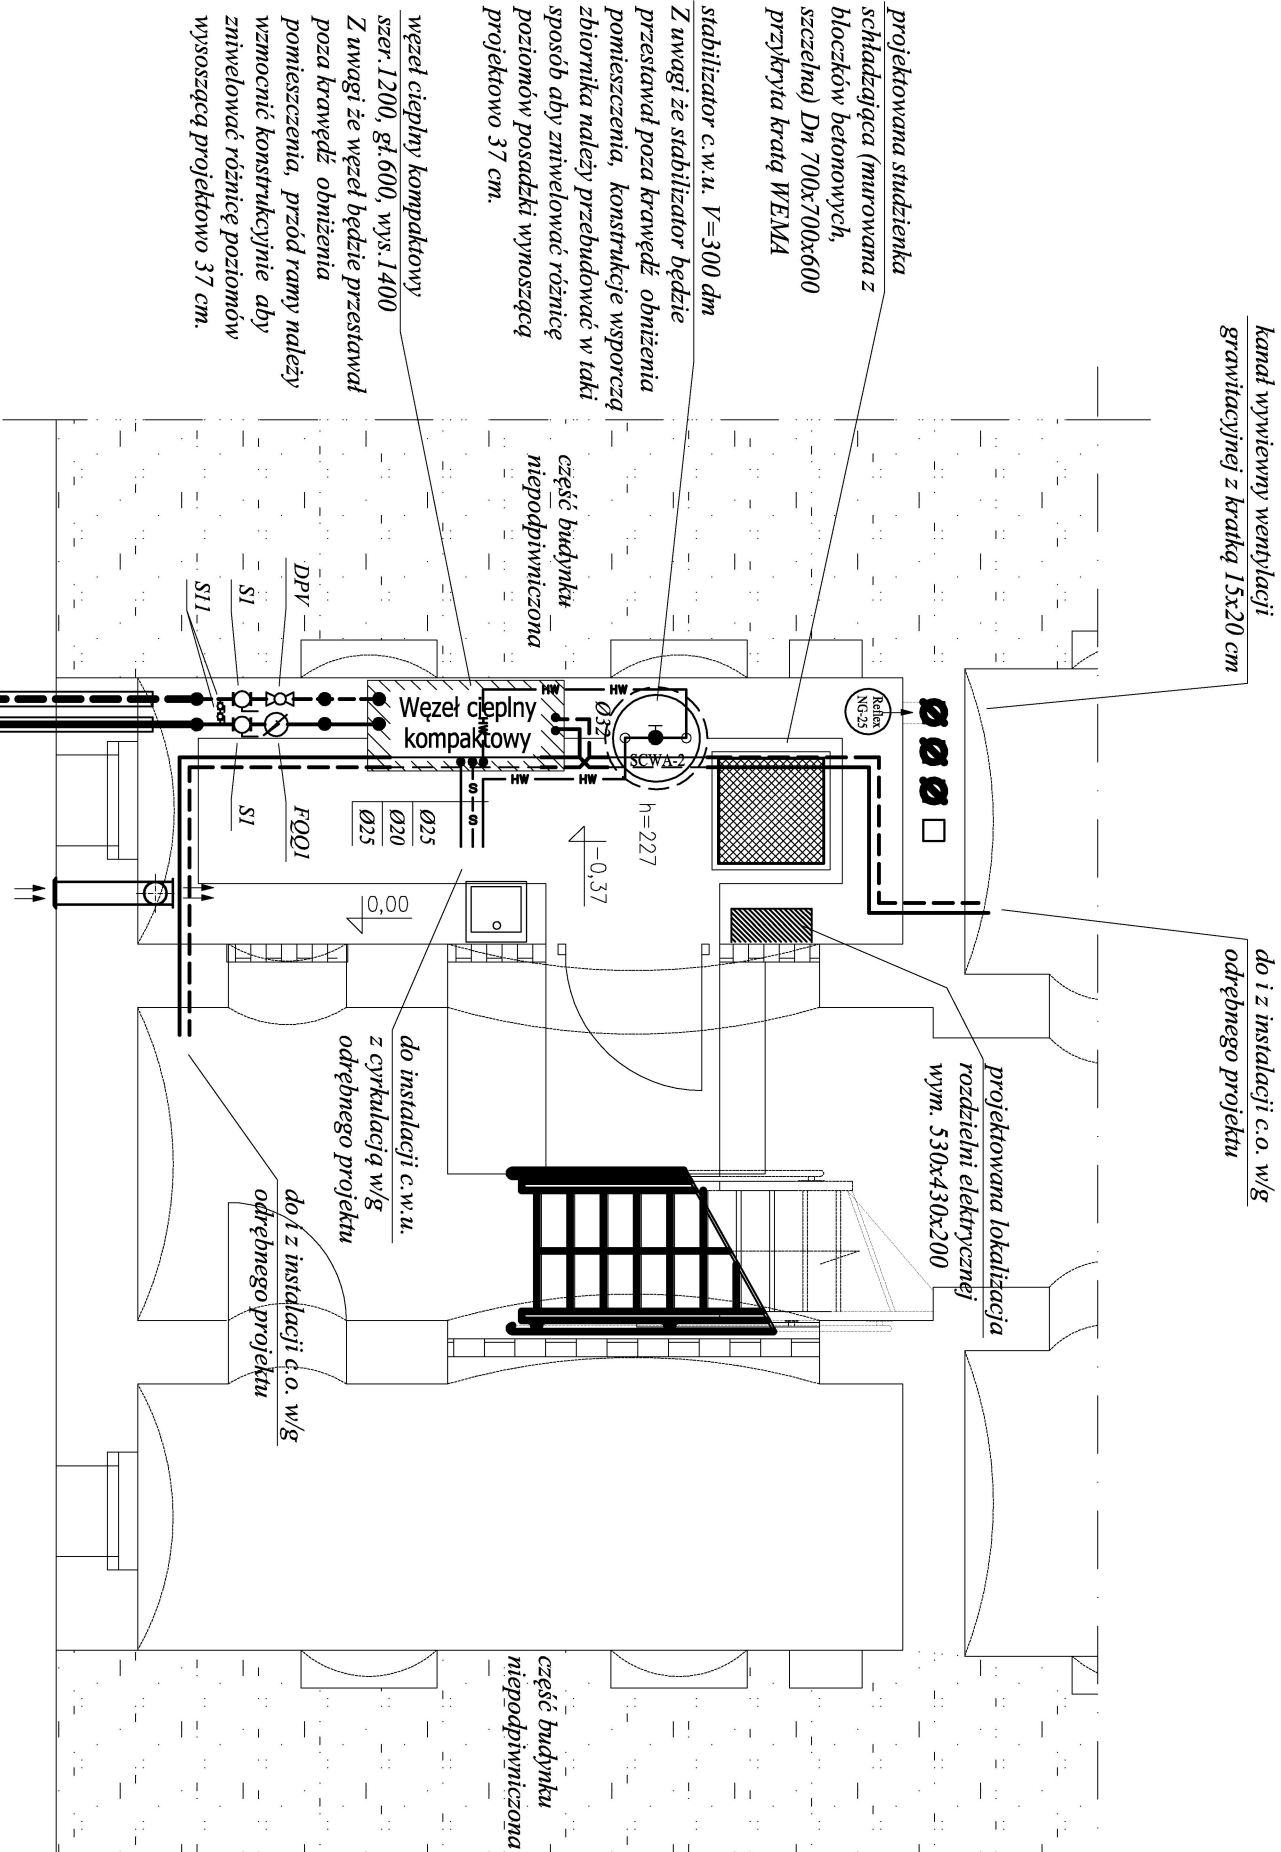 kanał wywiewny wentylacji
grawitacyjnej z kratką 15x20 cm
do i z instalacji c.o. w/g
odrębnego projektu
projektowana studzienka
schładzająca (murowana z
bloczków betonowych,
szczelna) Dn 700x700x600
przykryta kratą WEMA
projektowana lokalizacja
rozdzielni elektrycznej
wym. 530x430x200
stabilizator c.w.u. V=300 dm
Z uwagi że stabilizator będzie
przestawał poza krawędź obniżenia
pomieszczenia, konstrukcje wsporczą
zbiornika należy przebudować w taki
sposób aby zniwelować różnicę
poziomów posadzki wynoszącą
projektowo 37 cm.
węzeł cieplny kompaktowy
szer.1200, gł.600, wys.1400
Z uwagi że węzeł będzie przestawał
poza krawędź obniżenia
pomieszczenia, przód ramy należy
wzmocnić konstrukcyjnie aby
zniwelować różnicę poziomów
wysoszącą projektowo 37 cm.
część budynku
niepodpiwniczona
Reflex
NG-25
SCWA-2
H
Ø32
h=227
-0,37
0,00
HW
HW
HW
HW
HW
Węzeł cieplny
kompaktowy
S
S
Ø25
Ø20
Ø25
DPV
S1
S11
FQQI
S1
do instalacji c.w.u.
z cyrkulacją w/g
odrębnego projektu
do i z instalacji c.o. w/g
odrębnego projektu
część budynku
niepodpiwniczona